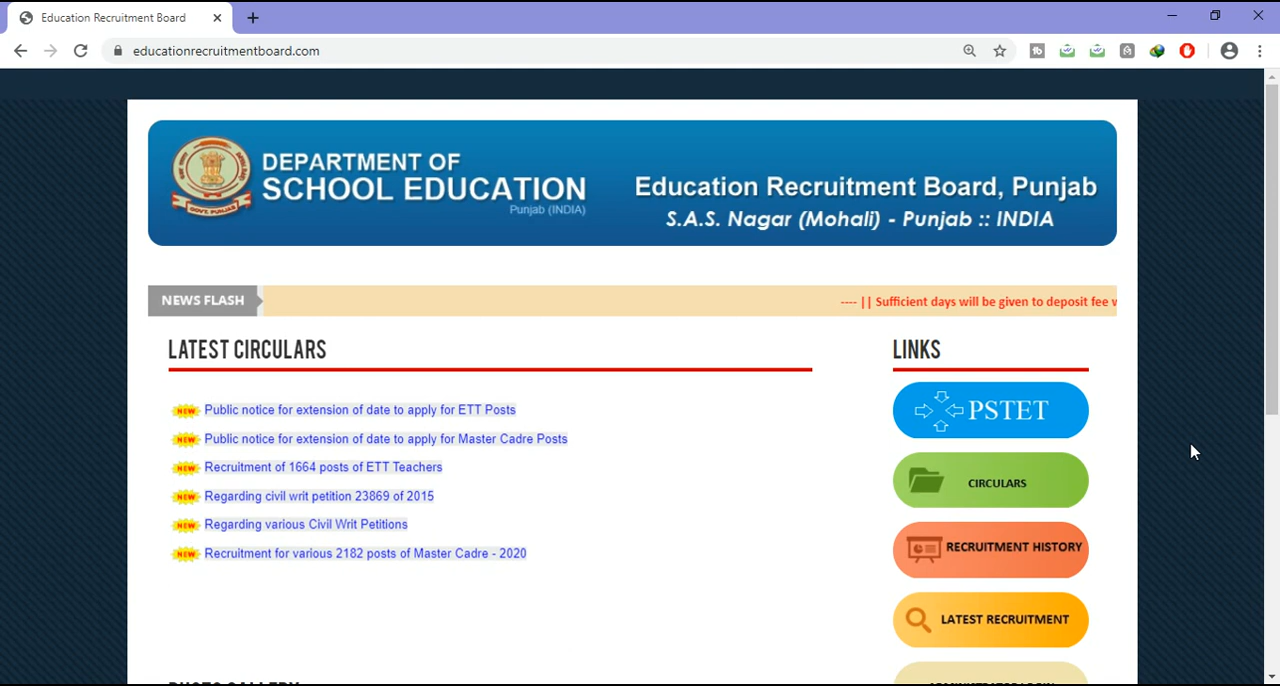 Education Recruitment Board
educationrecruitmentboard.com
DEPARTMENT OF
SCHOOL EDUCATION
Punjab (INDIA)
GOVT. PUNJAB
Education Recruitment Board, Punjab
S.A.S. Nagar (Mohali) - Punjab :: INDIA
NEWS FLASH
---- || Sufficient days will be given to deposit fee
LATEST CIRCULARS
NEW Public notice for extension of date to apply for ETT Posts
NEW Public notice for extension of date to apply for Master Cadre Posts
NEW Recruitment of 1664 posts of ETT Teachers
NEW Regarding civil writ petition 23869 of 2015
NEW Regarding various Civil Writ Petitions
NEW Recruitment for various 2182 posts of Master Cadre - 2020
LINKS
PSTET
CIRCULARS
RECRUITMENT HISTORY
LATEST RECRUITMENT